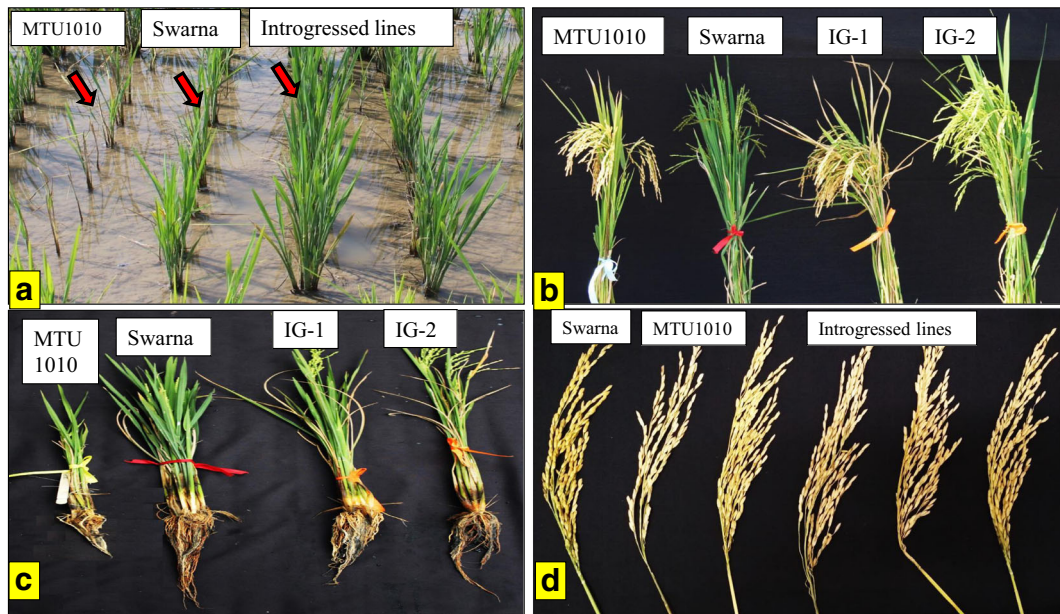 MTU1010
Swarna
Introgressed lines
a
MTU1010
Swarna
IG-1
IG-2
b
MTU
1010
Swarna
IG-1
IG-2
c
Swarna
MTU1010
Introgressed lines
d